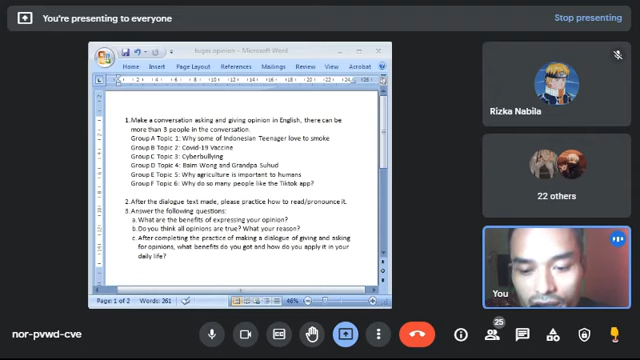 You're presenting to everyone
Stop presenting
tugas opinion - Microsoft Word
Home Insert Page Layout References Mailings Review View Acrobat
1. Make a conversation asking and giving opinion in English, there can be
more than 3 people in the conversation.
Group A Topic 1: Why some of Indonesian Teenager love to smoke
Group B Topic 2: Covid-19 Vaccine
Group C Topic 3: Cyberbullying
Group D Topic 4: Baim Wong and Grandpa Suhud
Group E Topic 5: Why agriculture is important to humans
Group F Topic 6: Why do so many people like the Tiktok app?
2. After the dialogue text made, please practice how to read/pronounce it.
3. Answer the following questions:
a. What are the benefits of expressing your opinion?
b. Do you think all opinions are true? What your reason?
c. After completing the practice of making a dialogue of giving and asking
for opinions, what benefits do you got and how do you apply it in your
daily life?
Page: 1 of 2 Words: 261 46%
Rizka Nabila
22 others
You
nor-pvwd-cve
25